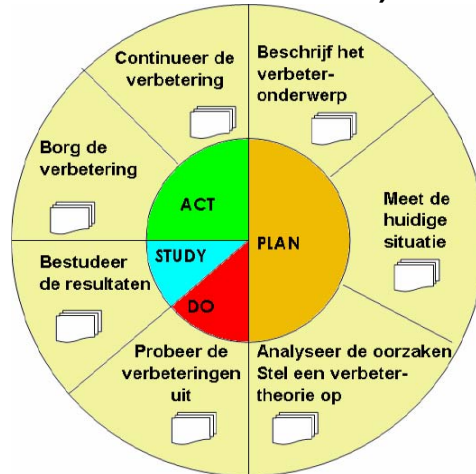 Beschrijf het
verbeter-
onderwerp
Meet de
huidige
situatie
Analyseer de oorzaken
Stel een verbeter-
theorie op
Probeer de
verbeteringen
uit
Bestudeer
de resultaten
Borg de
verbetering
Continueer de
verbetering
PLAN
DO
STUDY
ACT